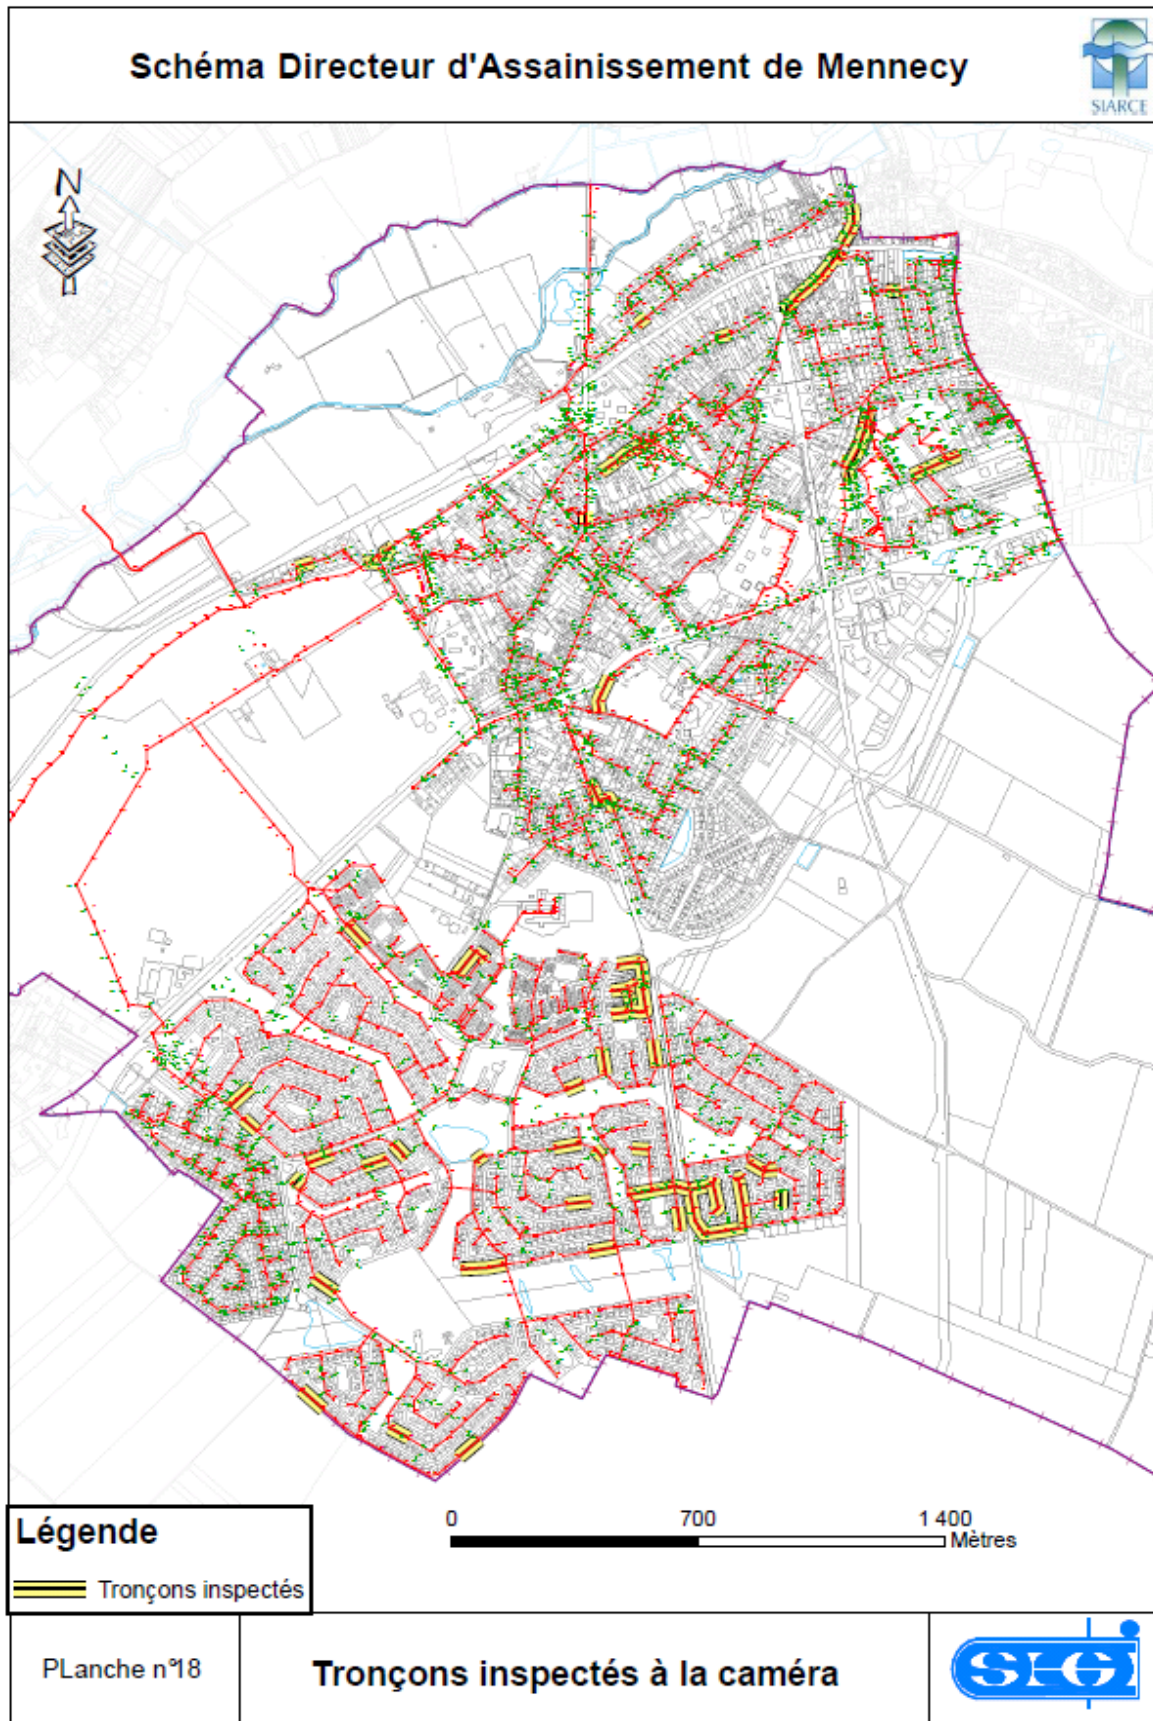 Schéma Directeur d'Assainissement de Mennecy
SIARCE
N
Légende
Tronçons inspectés
0 700 1 400
Mètres
PLanche n°18
Tronçons inspectés à la caméra